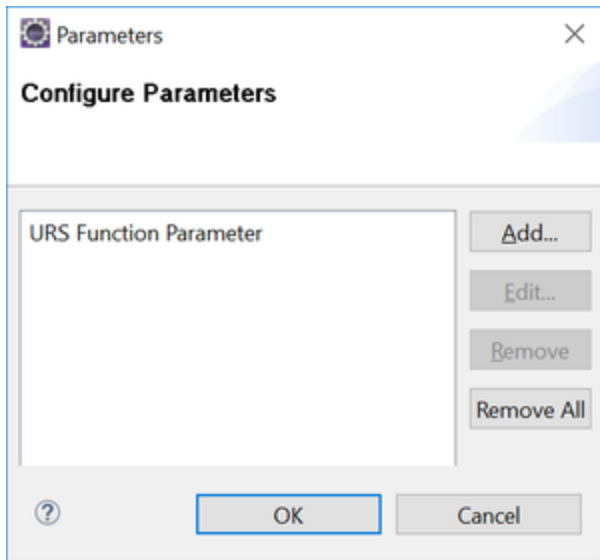 Parameters
Configure Parameters
URS Function Parameter
Add...
Edit...
Remove
Remove All
OK
Cancel